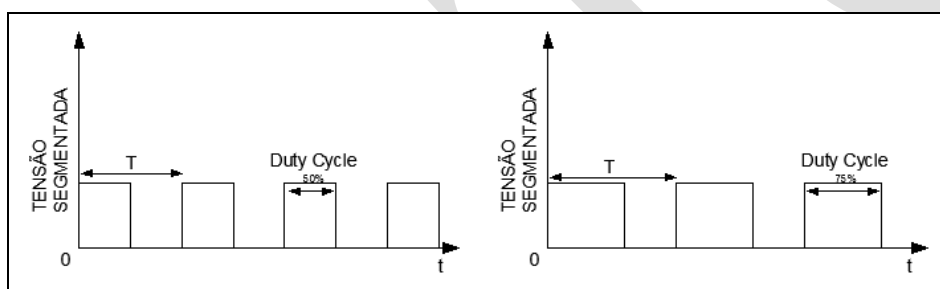 TENSÃO
SEGMENTADA
T
Duty Cycle
50%
0
t
TENSÃO
SEGMENTADA
T
Duty Cycle
75%
0
t